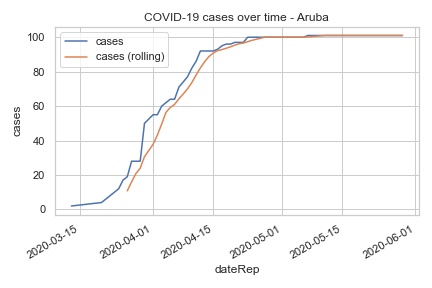 COVID-19 cases over time - Aruba
cases
cases (rolling)
100
80
60
40
20
0
cases
2020-03-15
2020-04-01
2020-04-15
2020-05-01
2020-05-15
2020-06-01
dateRep